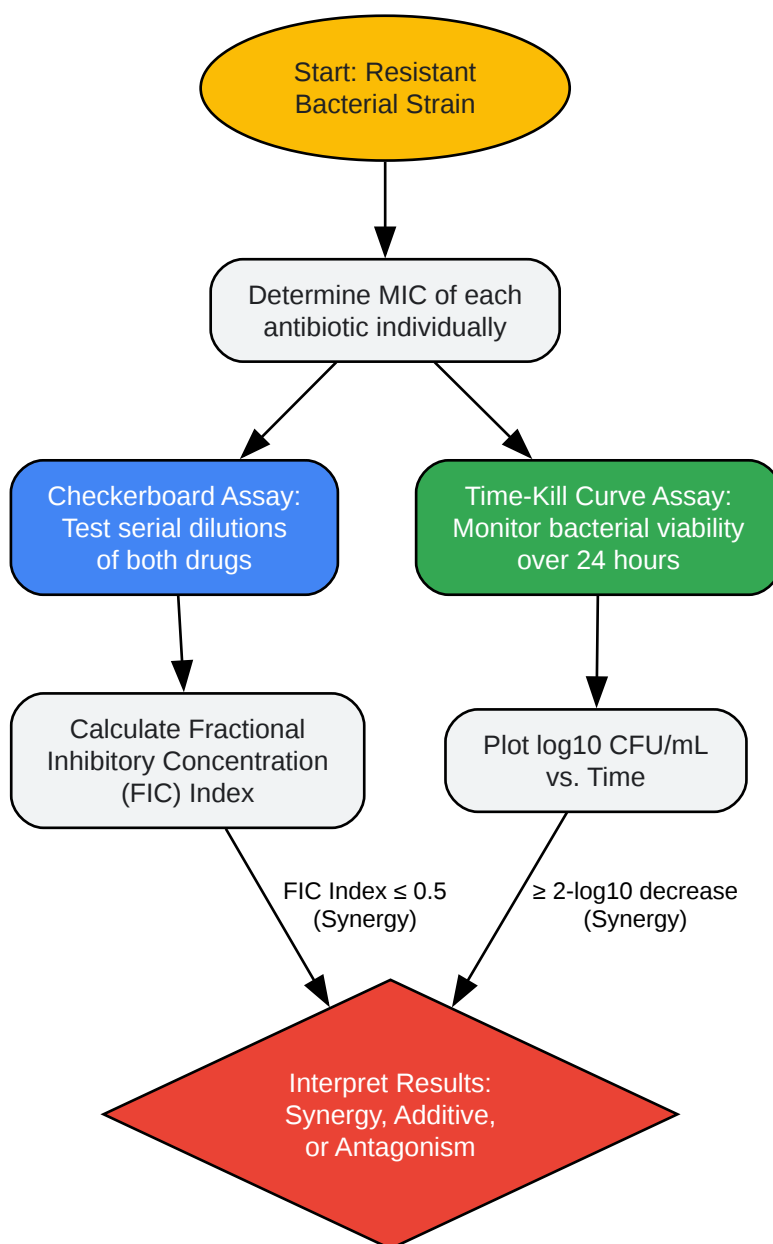 Start: Resistant
Bacterial Strain
Determine MIC of each
antibiotic individually
Checkerboard Assay:
Test serial dilutions
of both drugs
Time-Kill Curve Assay:
Monitor bacterial viability
over 24 hours
Calculate Fractional
Inhibitory Concentration
(FIC) Index
Plot log10 CFU/mL
vs. Time
FIC Index ≤ 0.5
(Synergy)
≥ 2-log10 decrease
(Synergy)
Interpret Results:
Synergy, Additive,
or Antagonism